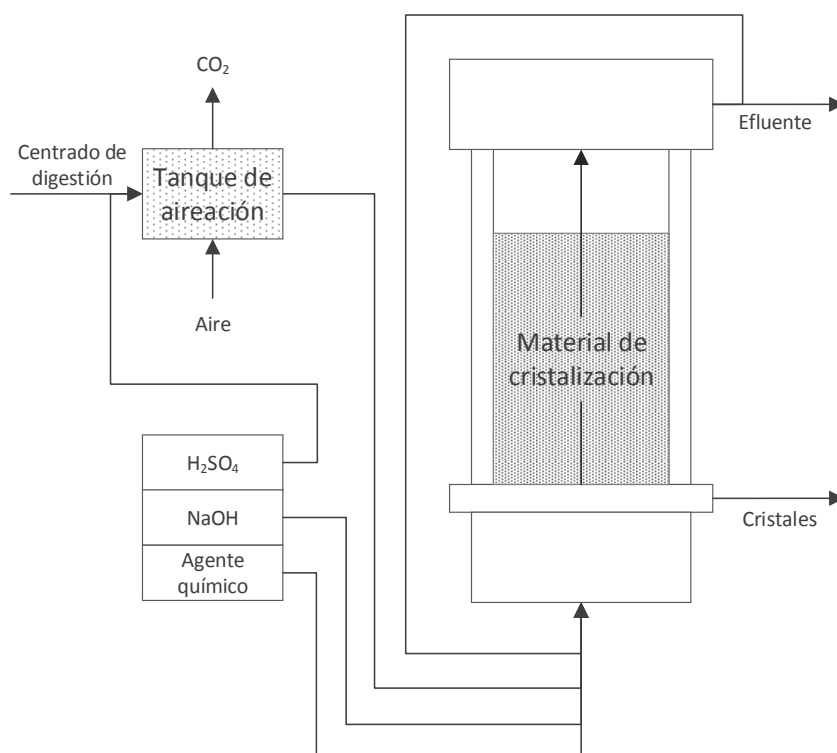 CO₂
Centrado de
digestión
Tanque de
aireación
Aire
Efluente
Material de
cristalización
H₂SO₄
NaOH
Agente
químico
Cristales